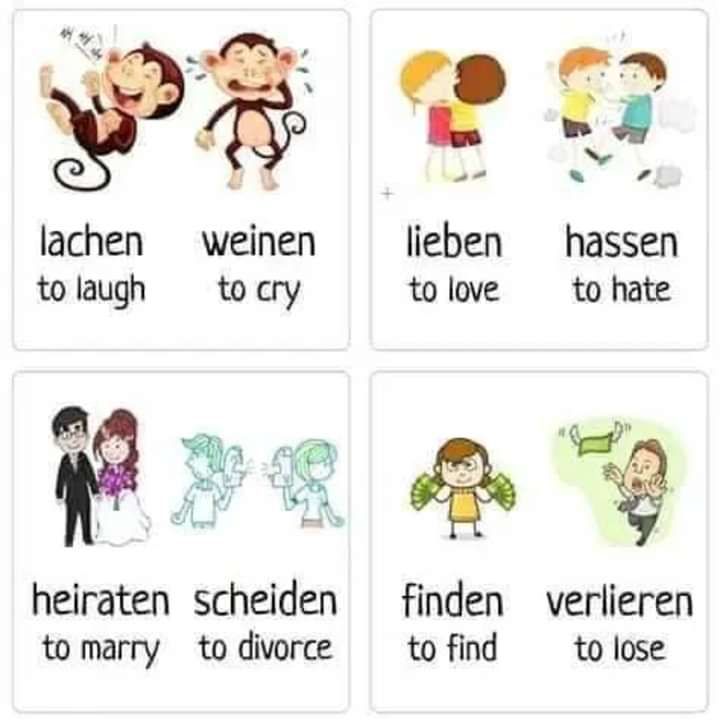 lachen weinen
to laugh to cry
lieben hassen
to love to hate
heiraten scheiden
to marry to divorce
finden verlieren
to find to lose